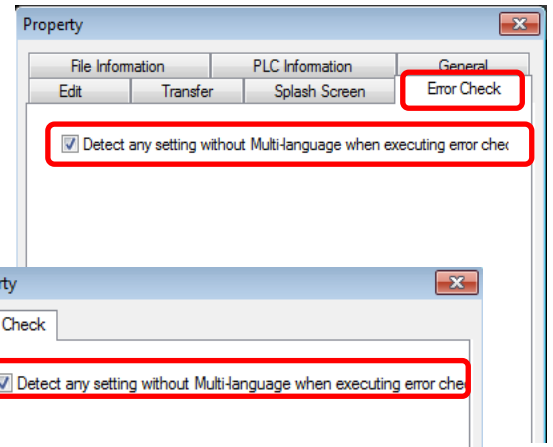 Property
File Information PLC Information General
Edit Transfer Splash Screen Error Check
Detect any setting without Multi-language when executing error chec
rty
Check
Detect any setting without Multi-language when executing error che